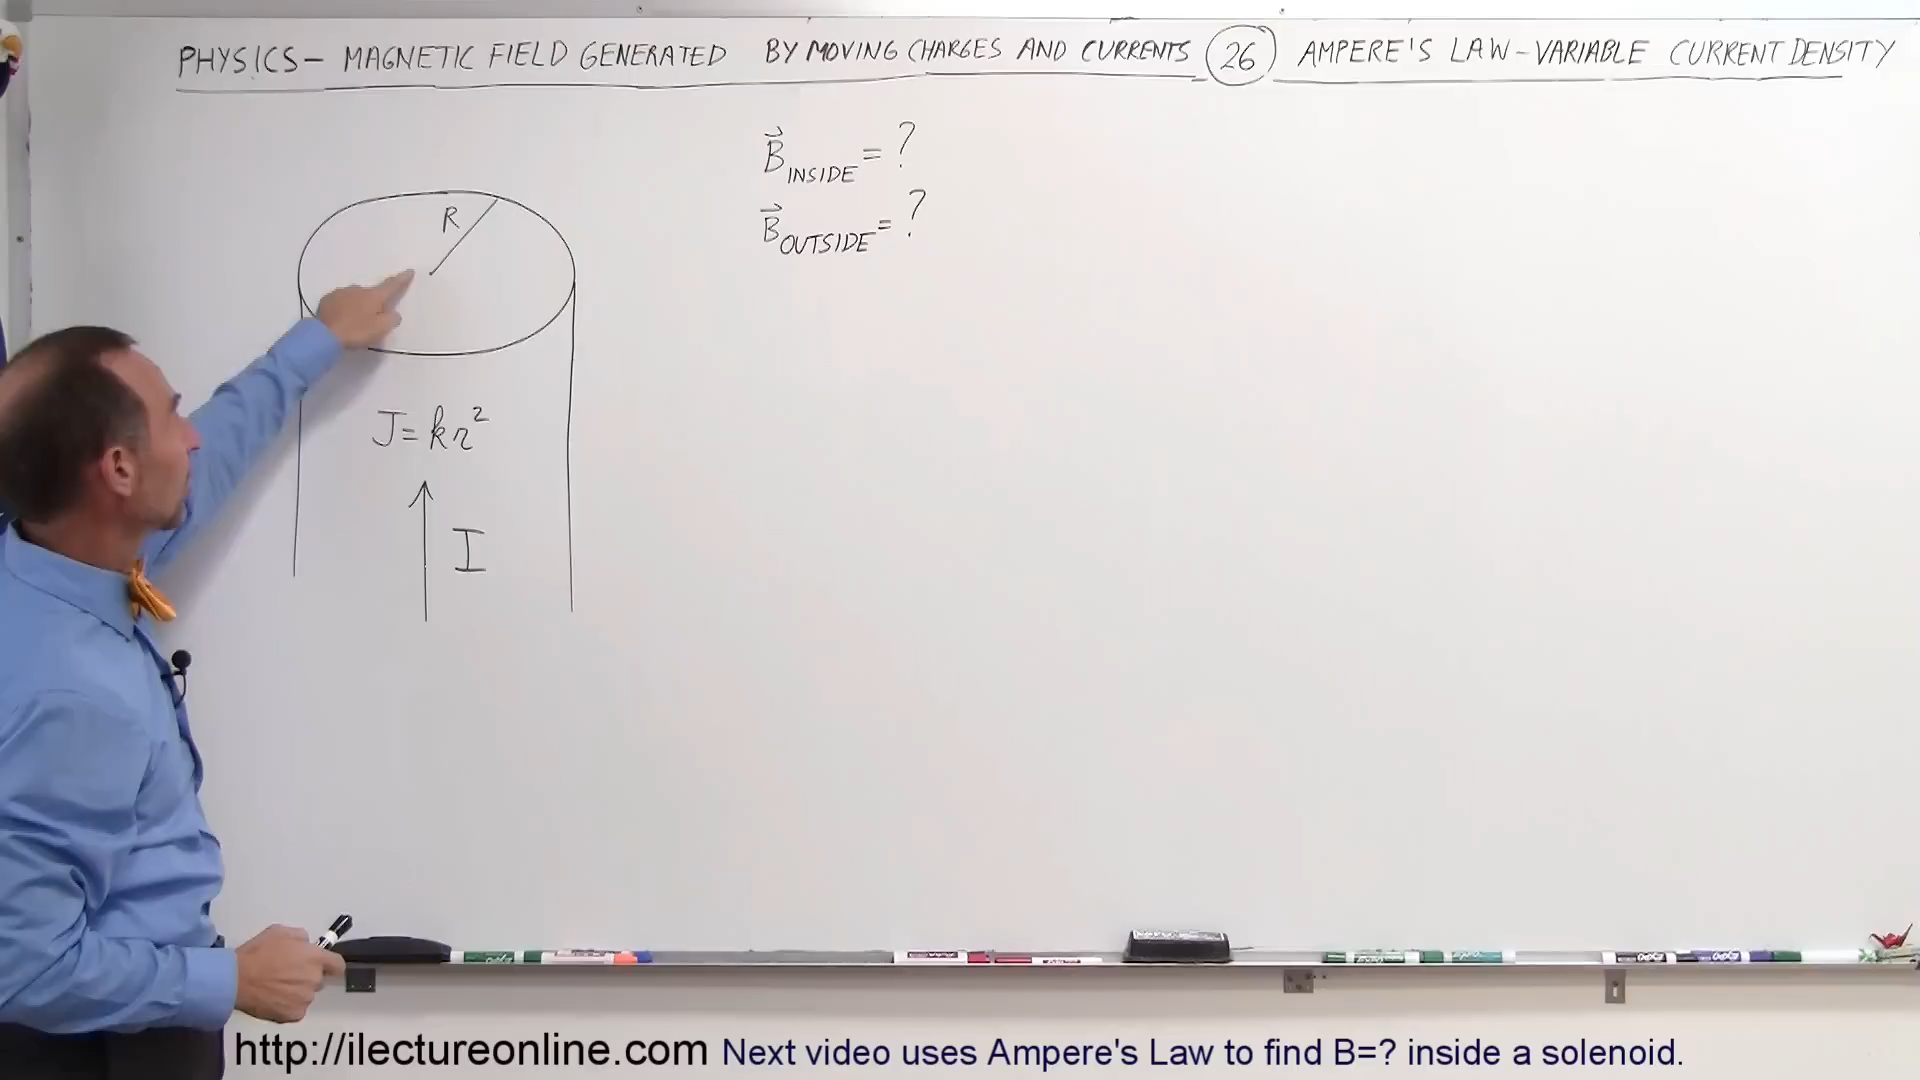 PHYSICS- MAGNETIC FIELD GENERATED BY MOVING CHARGES AND CURRENTS 26 AMPERE'S LAW-VARIABLE CURRENT DENSITY
B⃗ INSIDE = ?
B⃗ OUTSIDE = ?
R
J=kr²
I
http://ilectureonline.com Next video uses Ampere's Law to find B=? inside a solenoid.